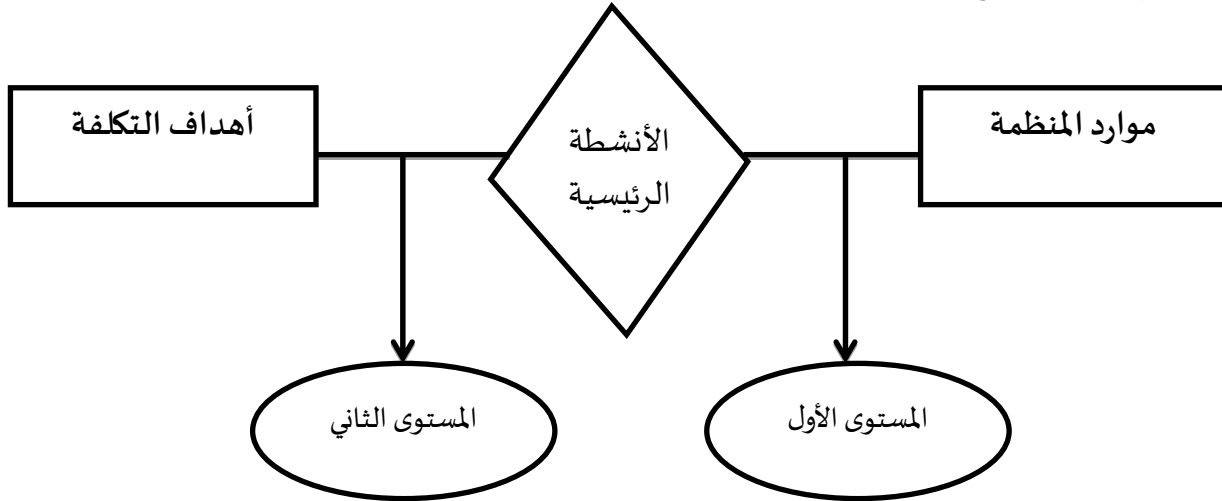 موارد المنظمة
الأنشطة
الرئيسية
أهداف التكلفة
المستوى الأول
المستوى الثاني